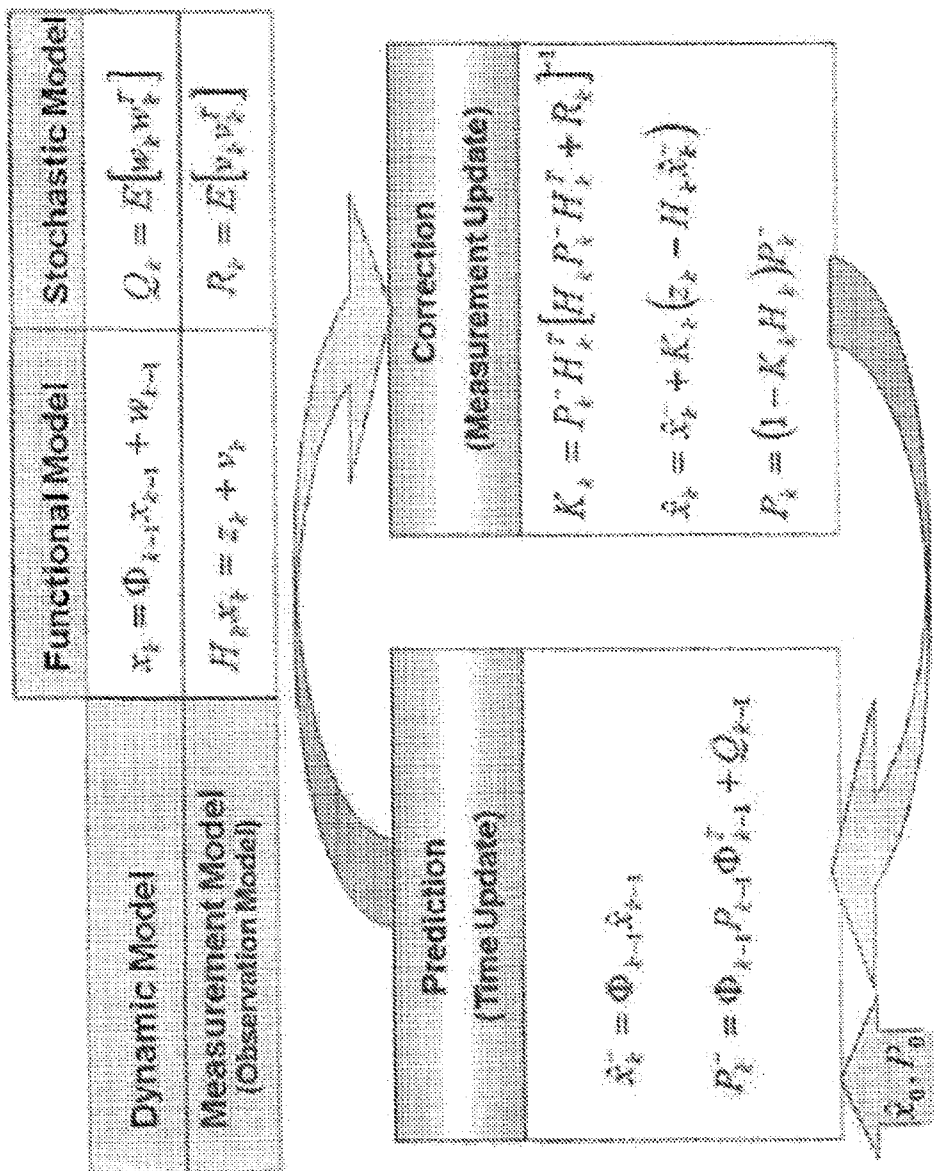 Functional Model Stochastic Model
Dynamic Model x_k = Φ_{k-1} x_{k-1} + w_{k-1} Q_k = E[w_k w_k^T]
Measurement Model
(Observation Model) H_k x_k = z_k + v_k R_k = E[v_k v_k^T]
Prediction
(Time Update)
x̂_k^- = Φ_{k-1} x̂_{k-1}
P_k^- = Φ_{k-1} P_{k-1} Φ_{k-1}^T + Q_{k-1}
Correction
(Measurement Update)
K_k = P_k^- H_k^T [H_k P_k^- H_k^T + R_k]^{-1}
x̂_k = x̂_k^- + K_k (z_k - H_k x̂_k^-)
P_k = (1 - K_k H_k) P_k^-
x̂_0, P_0